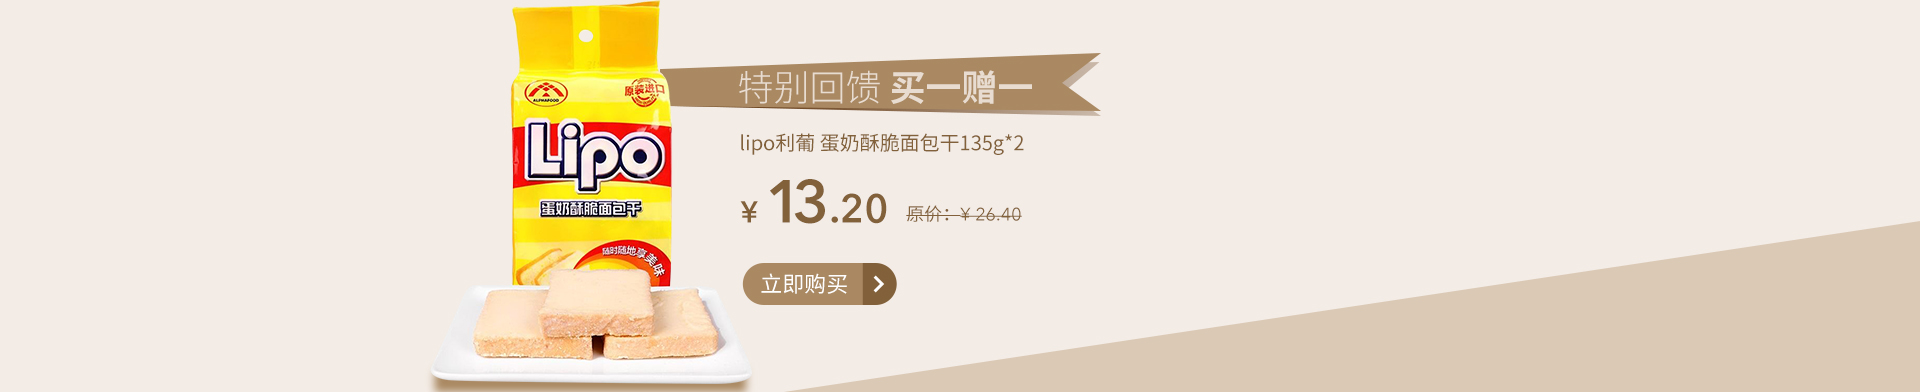 ALPHAFOOD
原装进口
Lipo
蛋奶酥脆面包干
随时随地享美味
特别回馈 买一赠一
lipo利葡 蛋奶酥脆面包干135g*2
¥ 13.20 原价：¥ 26.40
立即购买